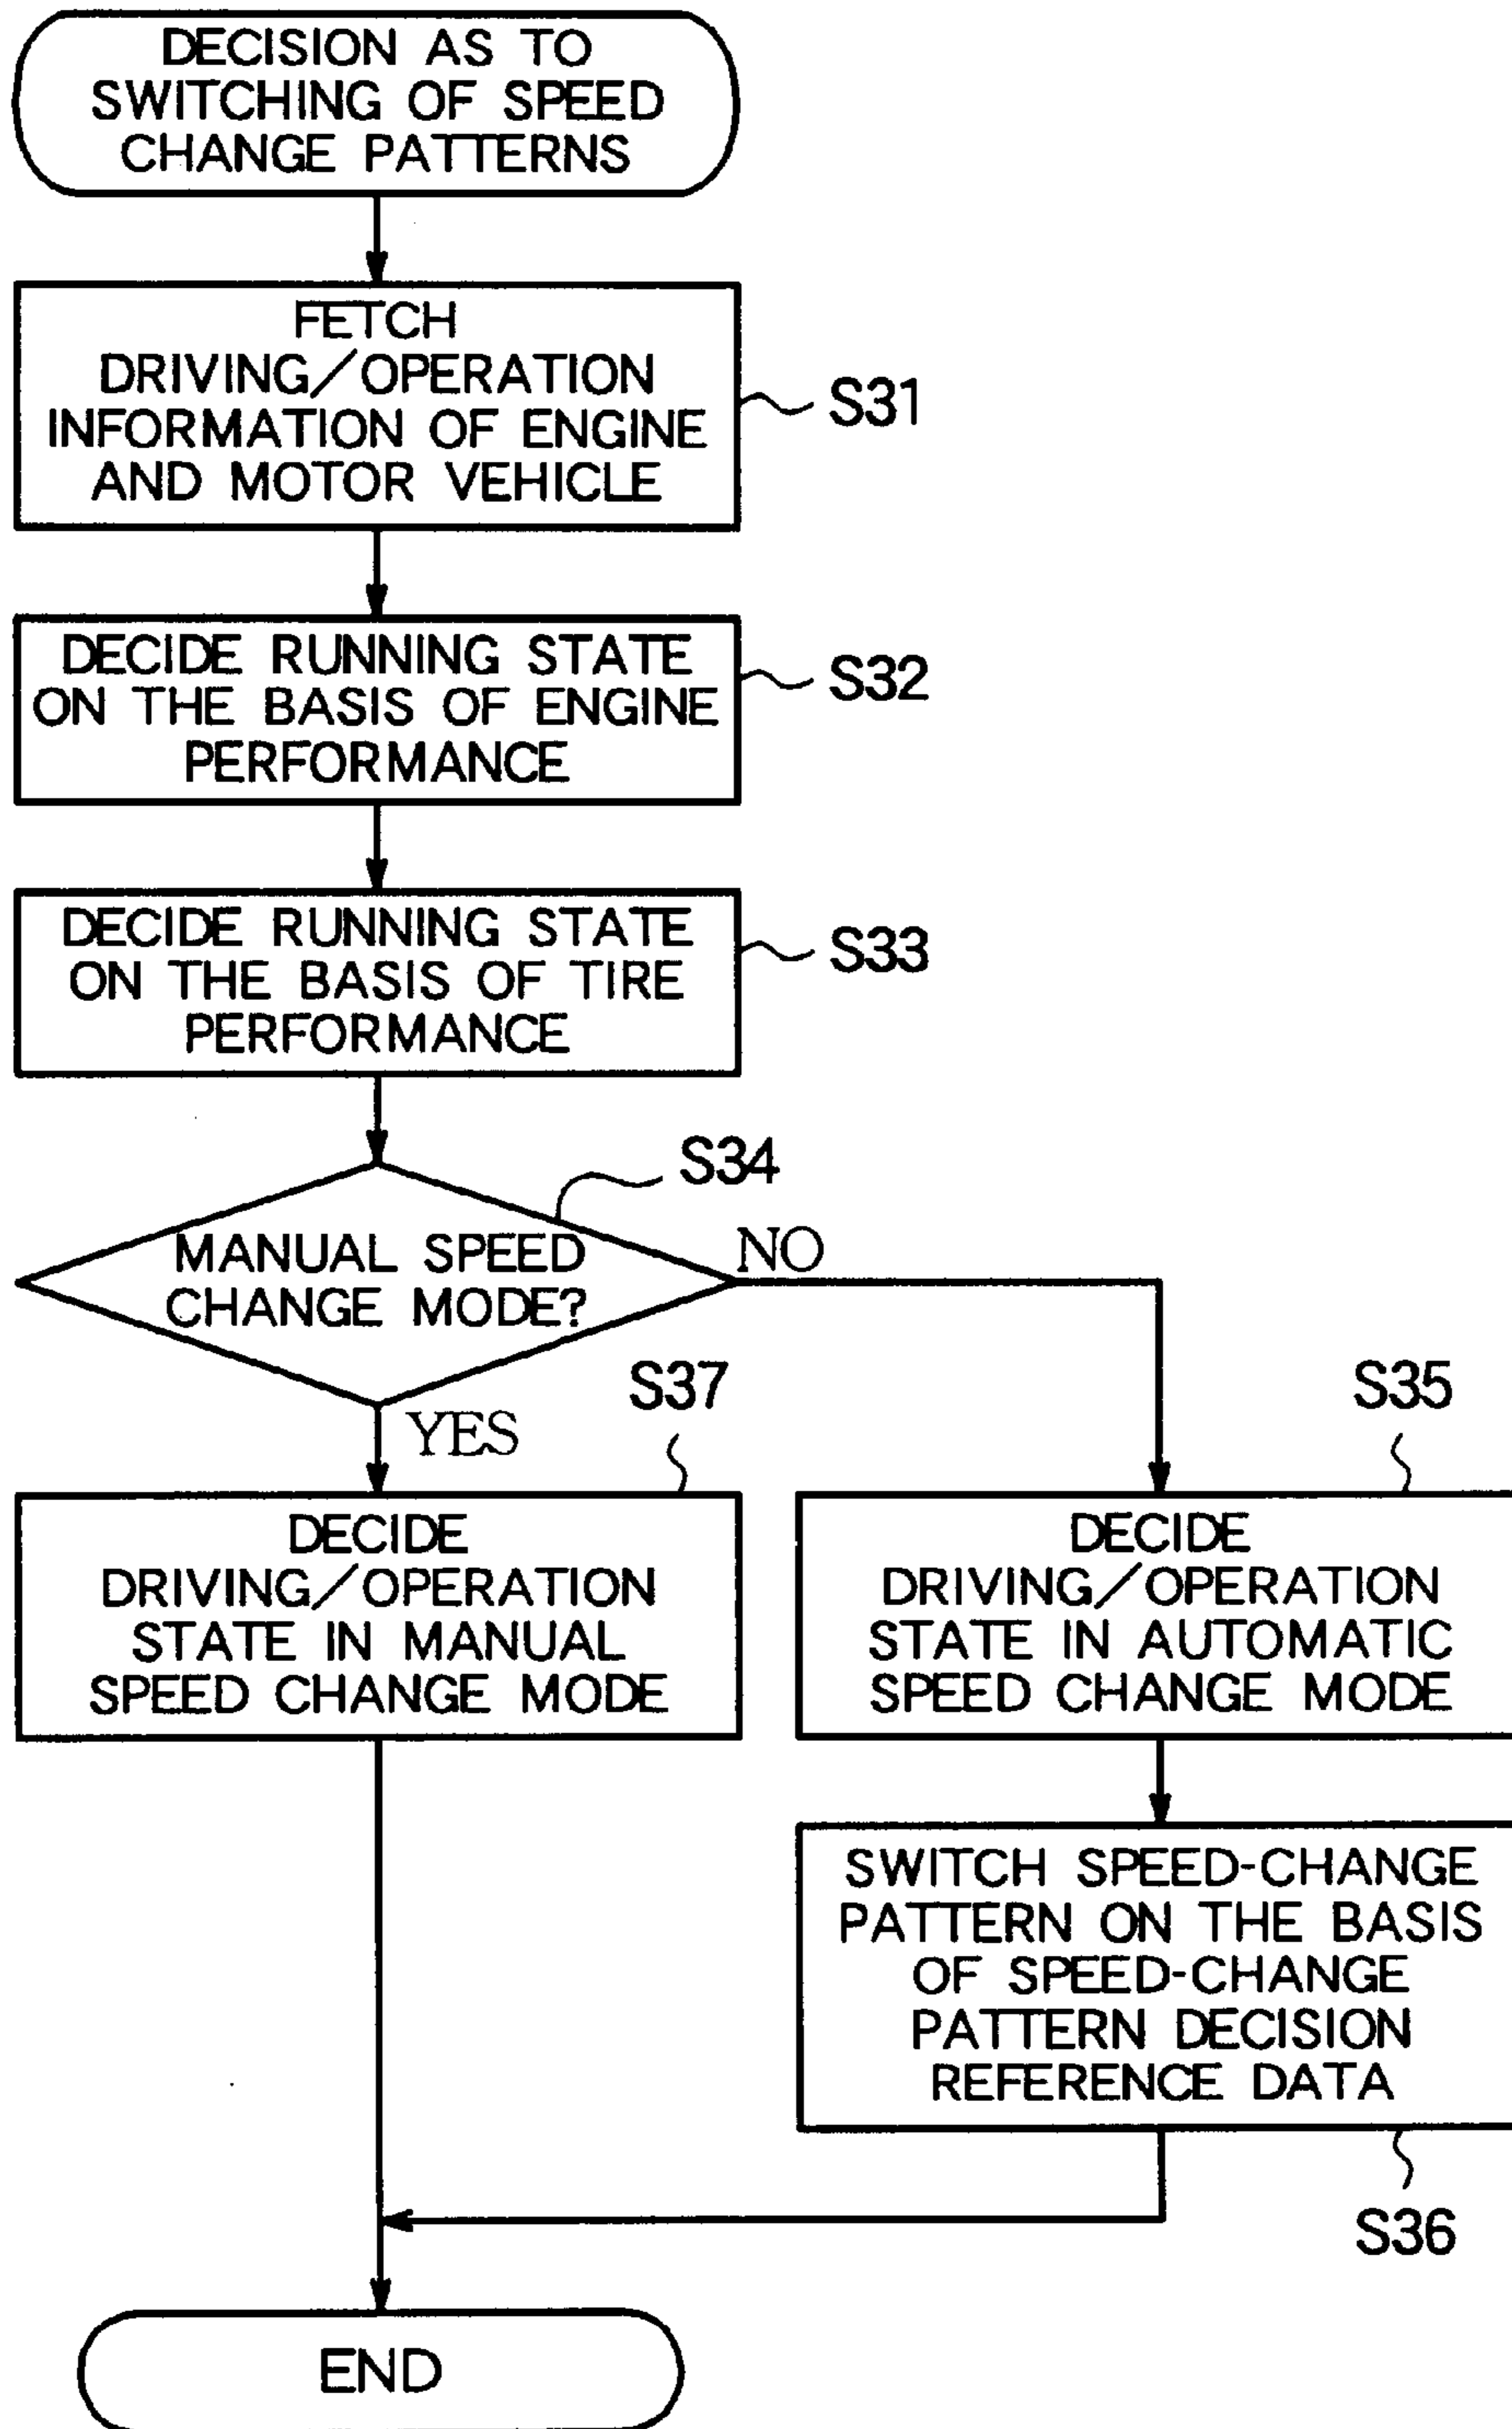 DECISION AS TO
SWITCHING OF SPEED
CHANGE PATTERNS
FETCH
DRIVING/OPERATION
INFORMATION OF ENGINE
AND MOTOR VEHICLE
S31
DECIDE RUNNING STATE
ON THE BASIS OF ENGINE
PERFORMANCE
S32
DECIDE RUNNING STATE
ON THE BASIS OF TIRE
PERFORMANCE
S33
S34
MANUAL SPEED
CHANGE MODE?
NO
YES
S37
DECIDE
DRIVING/OPERATION
STATE IN MANUAL
SPEED CHANGE MODE
S35
DECIDE
DRIVING/OPERATION
STATE IN AUTOMATIC
SPEED CHANGE MODE
SWITCH SPEED-CHANGE
PATTERN ON THE BASIS
OF SPEED-CHANGE
PATTERN DECISION
REFERENCE DATA
S36
END